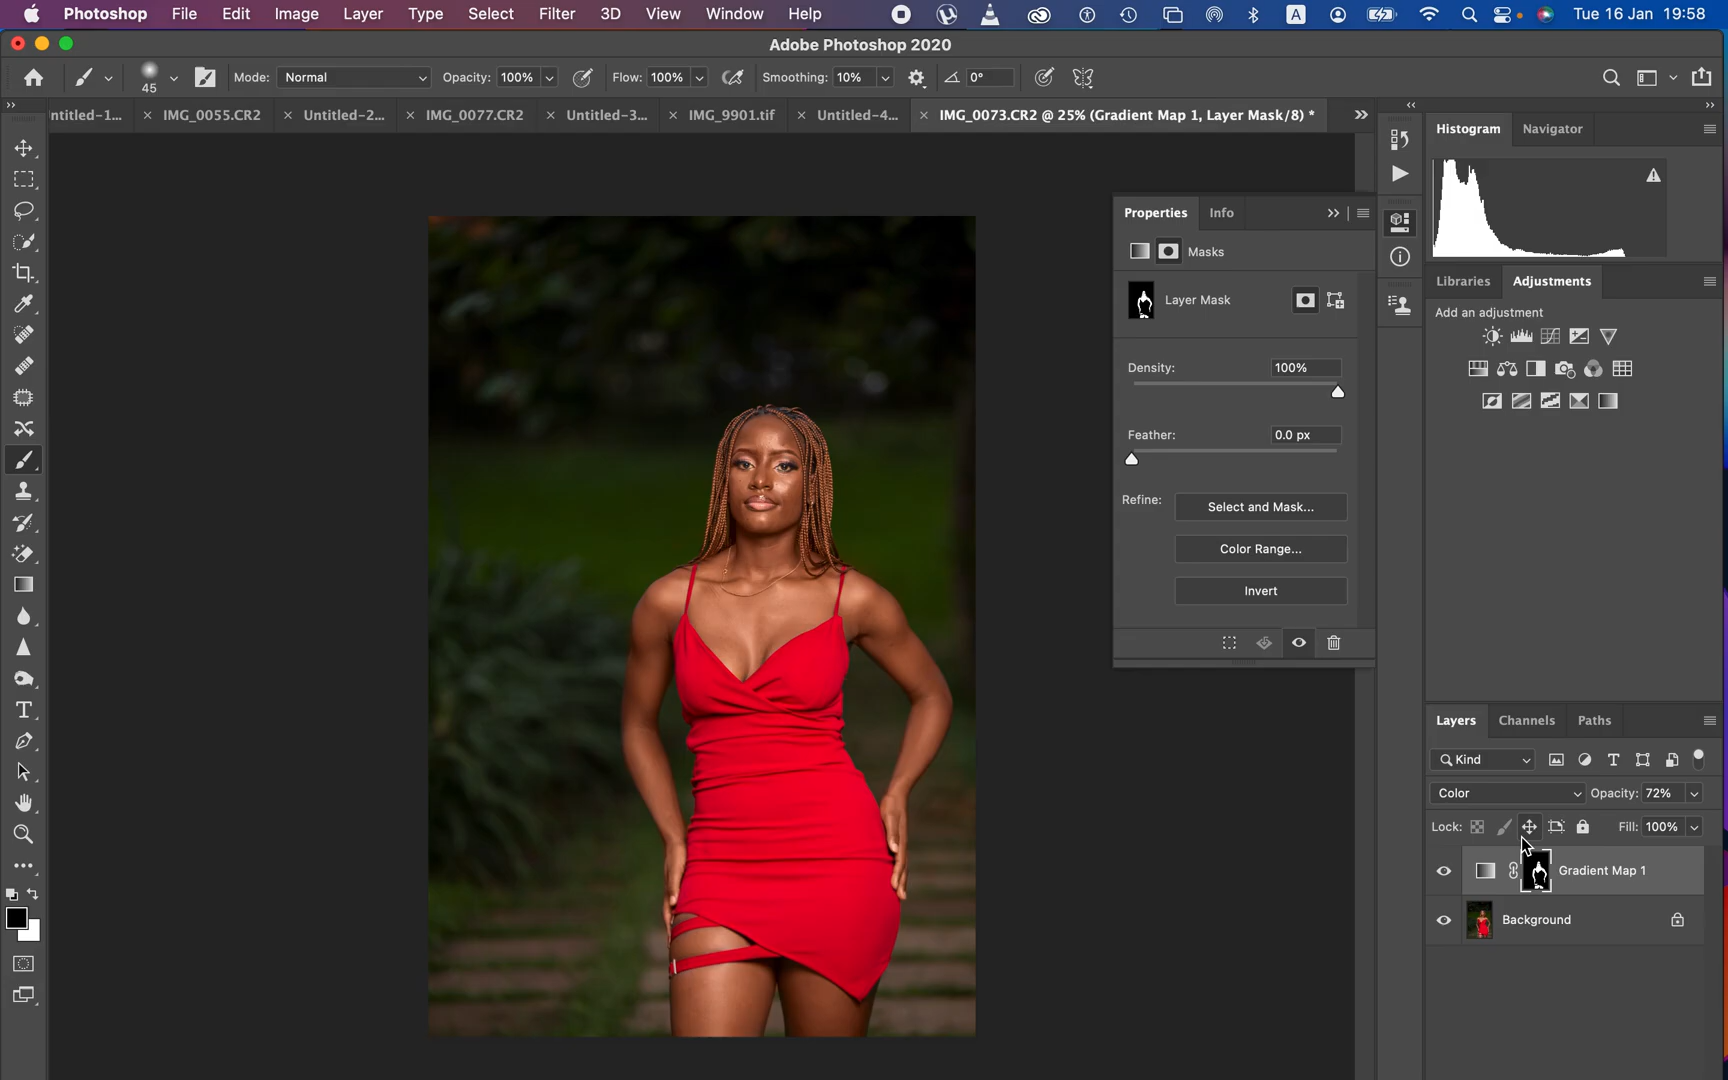 Photoshop File Edit Image Layer Type Select Filter 3D View Window Help A Tue 16 Jan 19:58
Adobe Photoshop 2020
45 Mode: Normal Opacity: 100% Flow: 100% Smoothing: 10% 0°
ntitled-1... × IMG_0055.CR2 × Untitled-2... × IMG_0077.CR2 × Untitled-3... × IMG_9901.tif × Untitled-4... × IMG_0073.CR2 @ 25% (Gradient Map 1, Layer Mask/8) *
Histogram Navigator
Properties Info
Masks
Layer Mask
Density: 100%
Feather: 0.0 px
Refine: Select and Mask...
Color Range...
Invert
Libraries Adjustments
Add an adjustment
Layers Channels Paths
Kind
Color Opacity: 72%
Lock: Fill: 100%
Gradient Map 1
Background